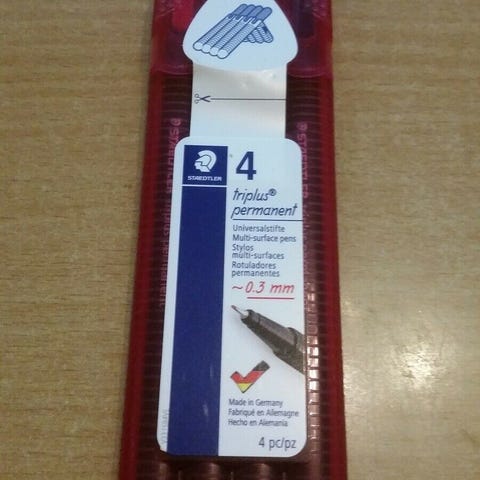 STAEDTLER
4
triplus®
permanent
Universalstifte
Multi-surface pens
Stylos
multi-surfaces
Rotuladores
permanentes
~0.3 mm
Made in Germany
Fabriqué en Allemagne
Hecho en Alemania
4 pc/pz